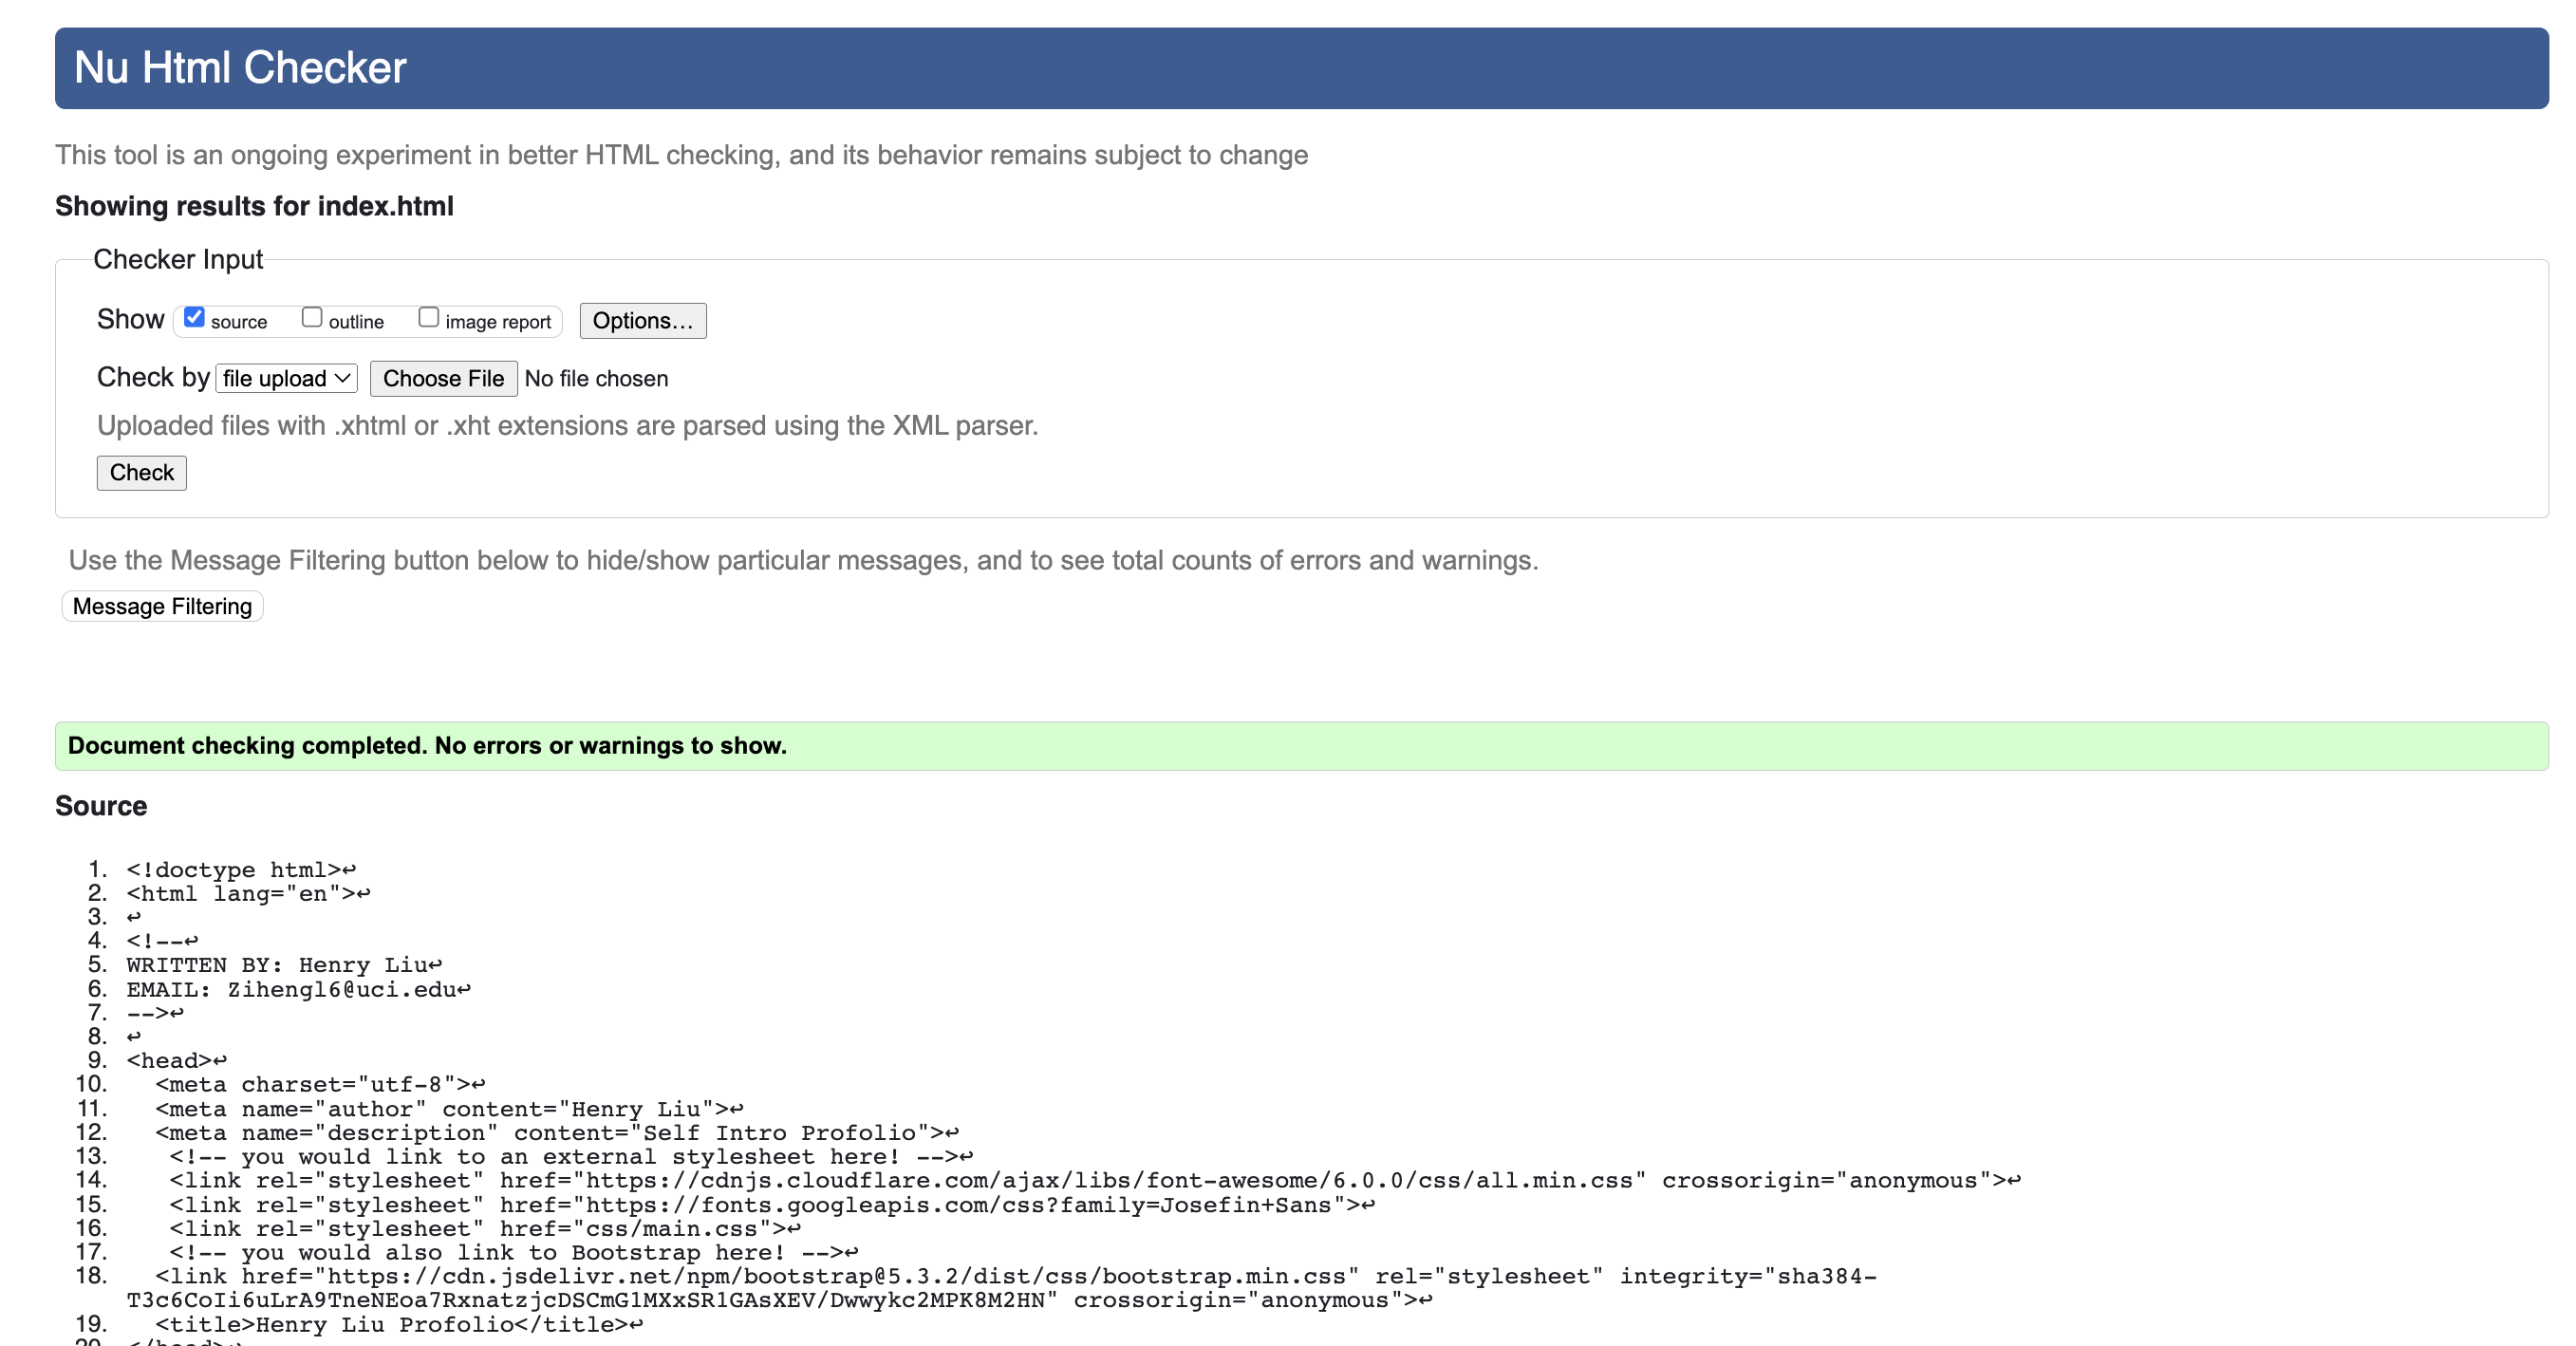 Nu Html Checker
This tool is an ongoing experiment in better HTML checking, and its behavior remains subject to change
Showing results for index.html
Checker Input
Show source outline image report Options…
Check by file upload Choose File No file chosen
Uploaded files with .xhtml or .xht extensions are parsed using the XML parser.
Check
Use the Message Filtering button below to hide/show particular messages, and to see total counts of errors and warnings.
Message Filtering
Document checking completed. No errors or warnings to show.
Source
1. <!doctype html>↩
2. <html lang="en">↩
3. ↩
4. <!--↩
5. WRITTEN BY: Henry Liu↩
6. EMAIL: Zihengl6@uci.edu↩
7. -->↩
8. ↩
9. <head>↩
10. <meta charset="utf-8">↩
11. <meta name="author" content="Henry Liu">↩
12. <meta name="description" content="Self Intro Profolio">↩
13. <!-- you would link to an external stylesheet here! -->↩
14. <link rel="stylesheet" href="https://cdnjs.cloudflare.com/ajax/libs/font-awesome/6.0.0/css/all.min.css" crossorigin="anonymous">↩
15. <link rel="stylesheet" href="https://fonts.googleapis.com/css?family=Josefin+Sans">↩
16. <link rel="stylesheet" href="css/main.css">↩
17. <!-- you would also link to Bootstrap here! -->↩
18. <link href="https://cdn.jsdelivr.net/npm/bootstrap@5.3.2/dist/css/bootstrap.min.css" rel="stylesheet" integrity="sha384-
T3c6CoIi6uLrA9TneNEoa7RxnatzjcDSCmG1MXxSR1GAsXEV/Dwwykc2MPK8M2HN" crossorigin="anonymous">↩
19. <title>Henry Liu Profolio</title>↩
20. </head>↩